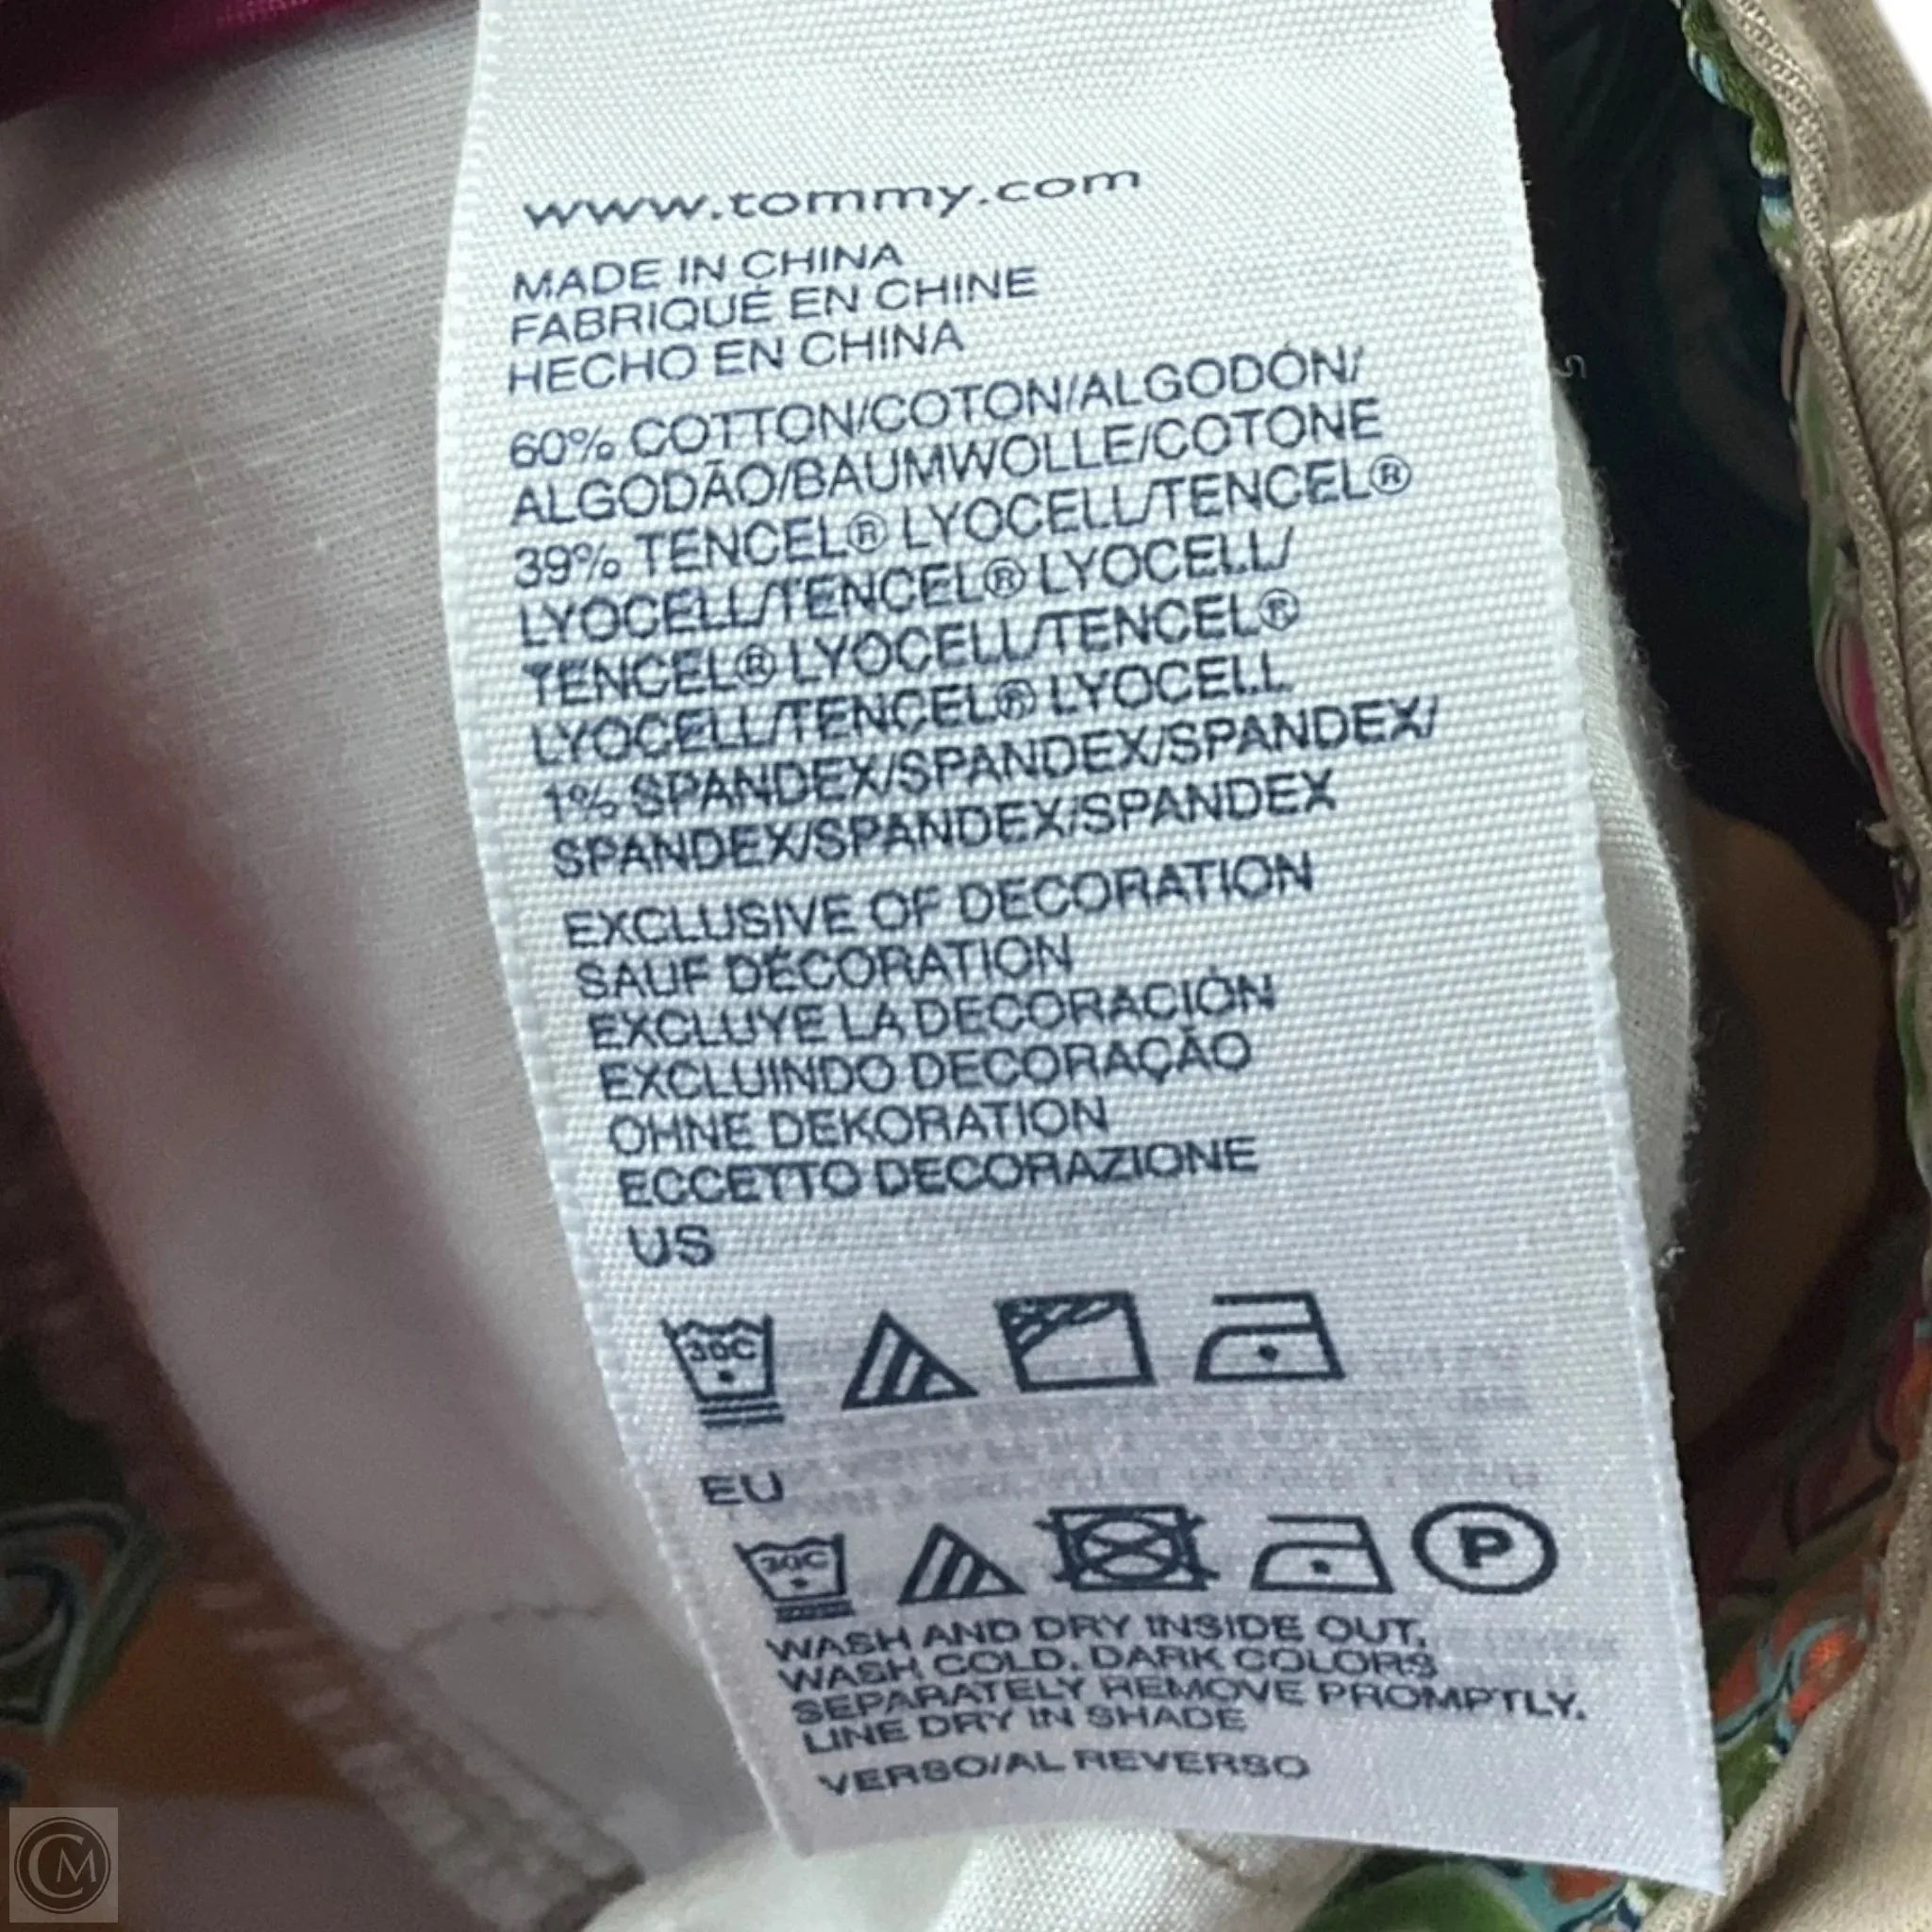 www.tommy.com
MADE IN CHINA
FABRIQUÉ EN CHINE
HECHO EN CHINA
60% COTTON/COTON/ALGODÓN/
ALGODÃO/BAUMWOLLE/COTONE
39% TENCEL® LYOCELL/TENCEL®
LYOCELL/TENCEL® LYOCELL/
TENCEL® LYOCELL/TENCEL®
LYOCELL/TENCEL® LYOCELL
1% SPANDEX/SPANDEX/SPANDEX/
SPANDEX/SPANDEX/SPANDEX
EXCLUSIVE OF DECORATION
SAUF DÉCORATION
EXCLUYE LA DECORACIÓN
EXCLUINDO DECORAÇÃO
OHNE DEKORATION
ECCETTO DECORAZIONE
US
30C
EU
30C P
WASH AND DRY INSIDE OUT.
WASH COLD. DARK COLORS
SEPARATELY REMOVE PROMPTLY.
LINE DRY IN SHADE
VERSO/AL REVERSO
CM